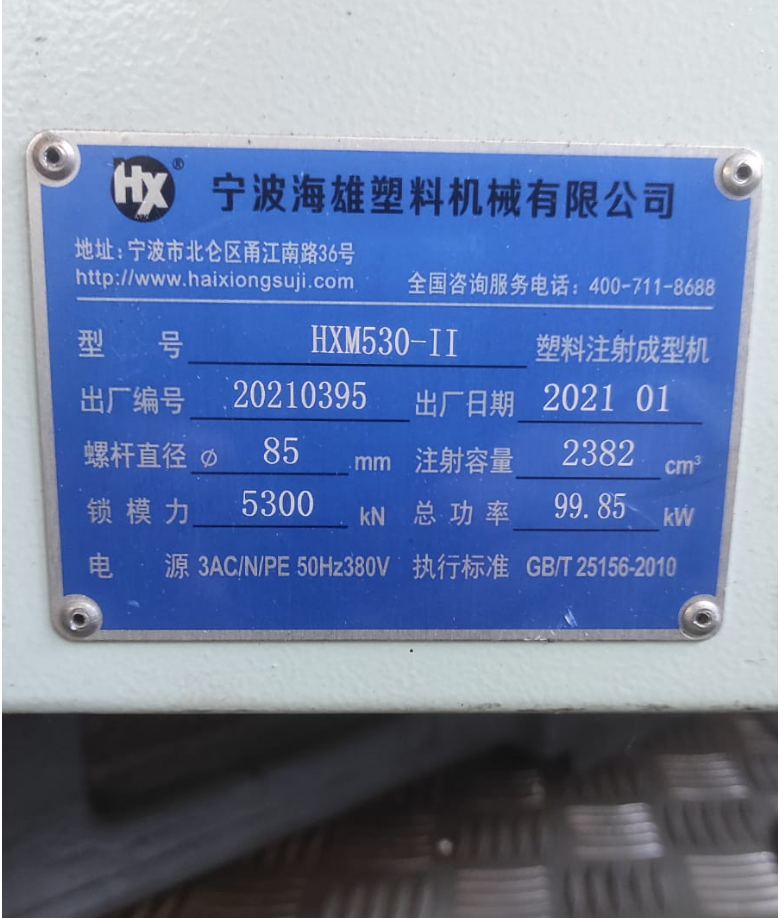 HX ® 宁波海雄塑料机械有限公司
地址:宁波市北仑区甬江南路36号
http://www.haixiongsuji.com 全国咨询服务电话: 400-711-8688
型 号 HXM530-II 塑料注射成型机
出厂编号 20210395 出厂日期 2021 01
螺杆直径 Ø 85 mm 注射容量 2382 cm³
锁 模 力 5300 kN 总 功 率 99.85 kW
电 源 3AC/N/PE 50Hz380V 执行标准 GB/T 25156-2010